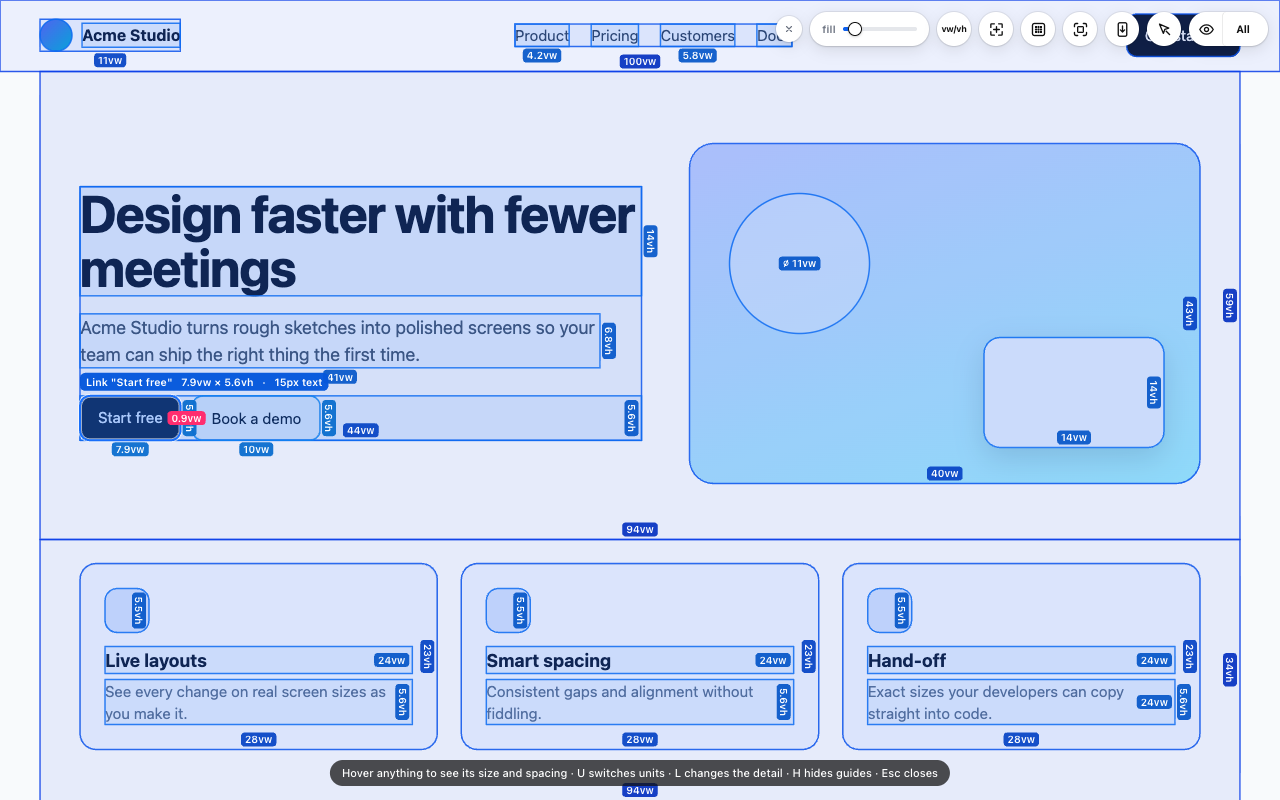 Acme Studio
Product
Pricing
Customers
fill
vw/vh
All
11vw
4.2vw
100vw
5.8vw
Design faster with fewer
meetings
14vh
ø 11vw
43vh
59vh
Acme Studio turns rough sketches into polished screens so your
team can ship the right thing the first time.
6.8vh
Link "Start free" 7.9vw × 5.6vh · 15px text
41vw
Start free
0.9vw
Book a demo
5.6vh
44vw
5.6vh
7.9vw
10vw
14vh
14vw
40vw
94vw
5.5vh
5.5vh
5.5vh
Live layouts
24vw
23vh
Smart spacing
24vw
23vh
Hand-off
24vw
23vh
34vh
See every change on real screen sizes as
you make it.
5.6vh
Consistent gaps and alignment without
fiddling.
5.6vh
Exact sizes your developers can copy
straight into code.
24vw
5.6vh
28vw
28vw
28vw
Hover anything to see its size and spacing · U switches units · L changes the detail · H hides guides · Esc closes
94vw